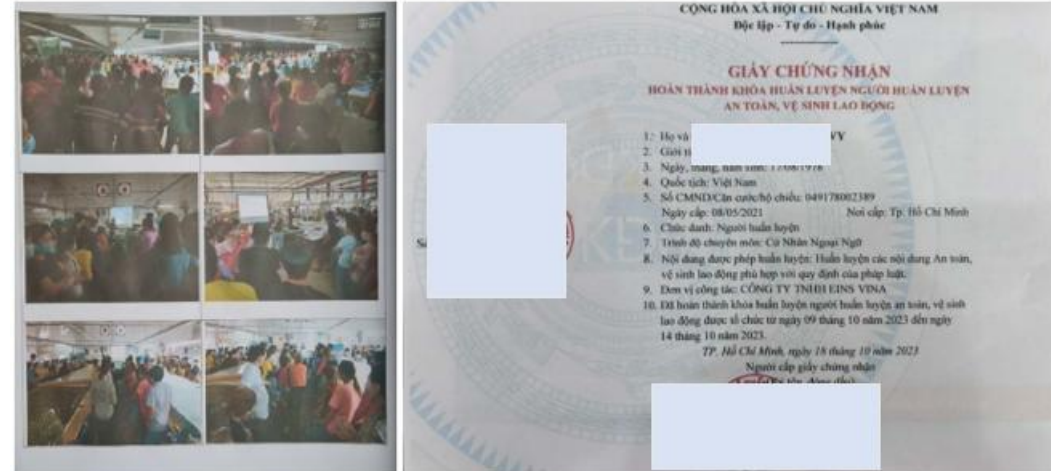 CỘNG HÒA XÃ HỘI CHỦ NGHĨA VIỆT NAM
Độc lập - Tự do - Hạnh phúc
GIẤY CHỨNG NHẬN
HOÀN THÀNH KHÓA HUẤN LUYỆN NGƯỜI HUẤN LUYỆN
AN TOÀN, VỆ SINH LAO ĐỘNG
1. Họ và VY
2. Giới
3. Ngày, tháng, năm sinh: 17/08/1978
4. Quốc tịch: Việt Nam
5. Số CMND/Căn cước/hộ chiếu: 049178002389
Ngày cấp: 08/05/2021 Nơi cấp: Tp. Hồ Chí Minh
6. Chức danh: Người huấn luyện
7. Trình độ chuyên môn: Cử Nhân Ngoại Ngữ
8. Nội dung được phép huấn luyện: Huấn luyện các nội dung An toàn,
vệ sinh lao động phù hợp với quy định của pháp luật.
9. Đơn vị công tác: CÔNG TY TNHH EINS VINA
10. Đã hoàn thành khóa huấn luyện người huấn luyện an toàn, vệ sinh
lao động được tổ chức từ ngày 09 tháng 10 năm 2023 đến ngày
14 tháng 10 năm 2023.
TP. Hồ Chí Minh, ngày 18 tháng 10 năm 2023
Người cấp giấy chứng nhận
tên, đóng dấu)